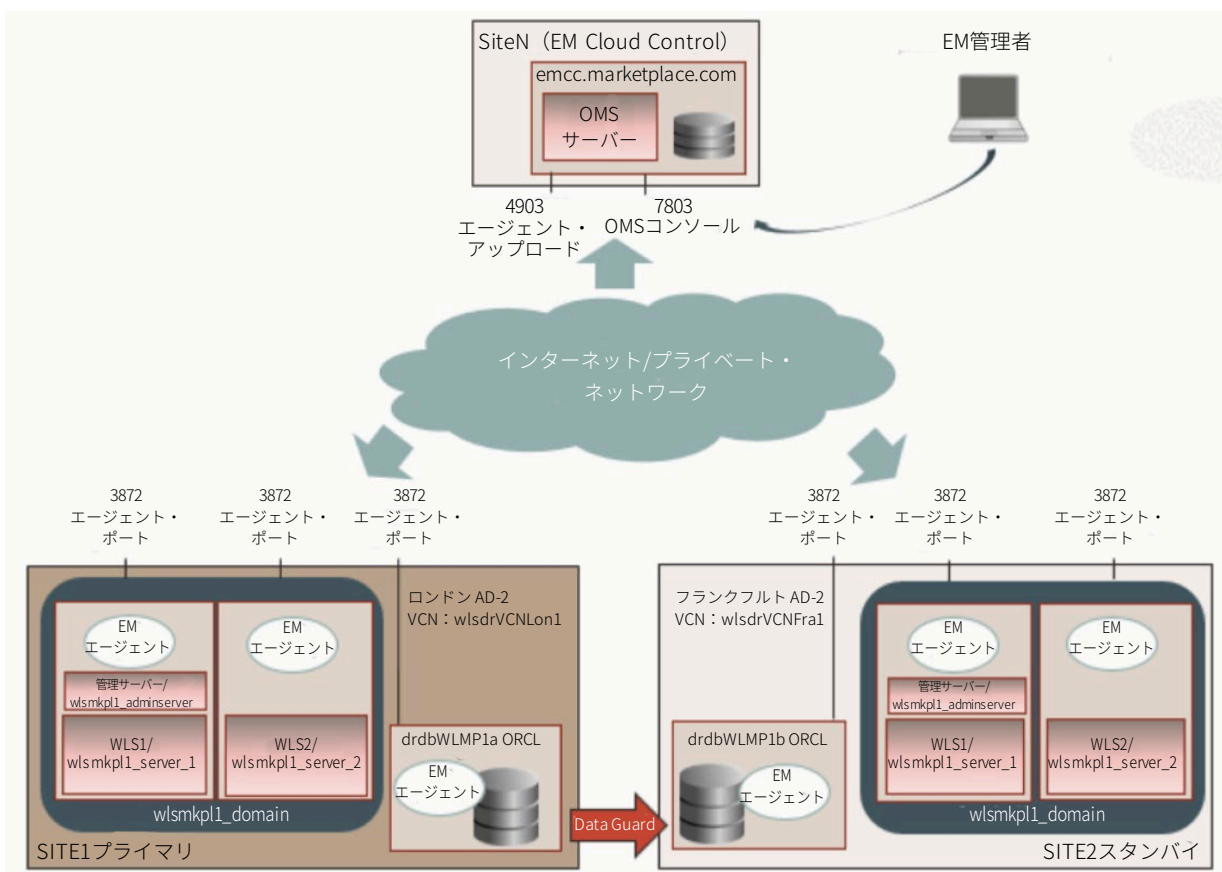 SiteN（EM Cloud Control）
emcc.marketplace.com
OMS
サーバー
EM管理者
4903
エージェント・
アップロード
7803
OMSコンソール
インターネット/プライベート・
ネットワーク
3872
エージェント・
ポート
3872
エージェント・
ポート
3872
エージェント・
ポート
3872
エージェント・
ポート
3872
エージェント・
ポート
3872
エージェント・
ポート
EM
エージェント
管理サーバー/
wlsmkpl1_adminserver
WLS1/
wlsmkpl1_server_1
EM
エージェント
WLS2/
wlsmkpl1_server_2
wlsmkpl1_domain
ロンドン AD-2
VCN：wlsdrVCNLon1
drdbWLMP1a ORCL
EM
エージェント
SITE1プライマリ
Data Guard
フランクフルト AD-2
VCN：wlsdrVCNFra1
drdbWLMP1b ORCL
EM
エージェント
EM
エージェント
管理サーバー/
wlsmkpl1_adminserver
WLS1/
wlsmkpl1_server_1
EM
エージェント
WLS2/
wlsmkpl1_server_2
wlsmkpl1_domain
SITE2スタンバイ